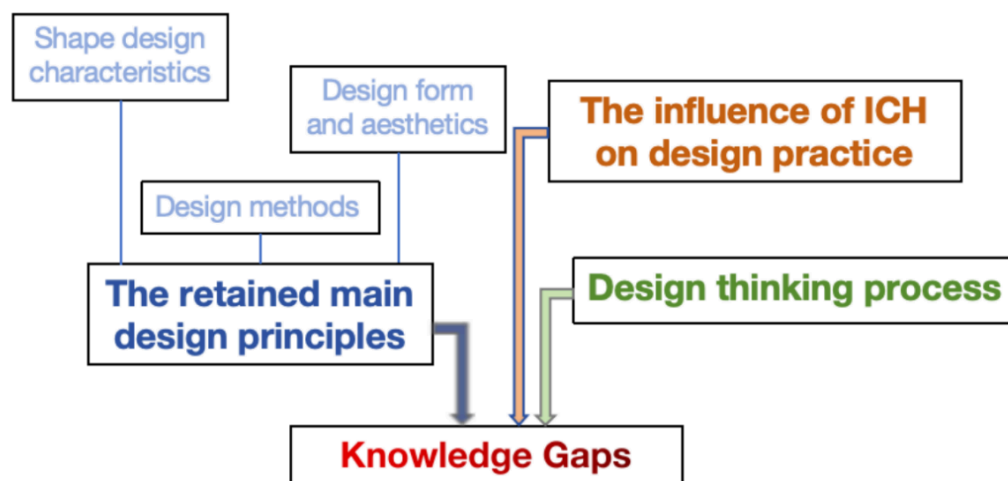 Shape design
characteristics
Design form
and aesthetics
The influence of ICH
on design practice
Design methods
The retained main
design principles
Design thinking process
Knowledge Gaps